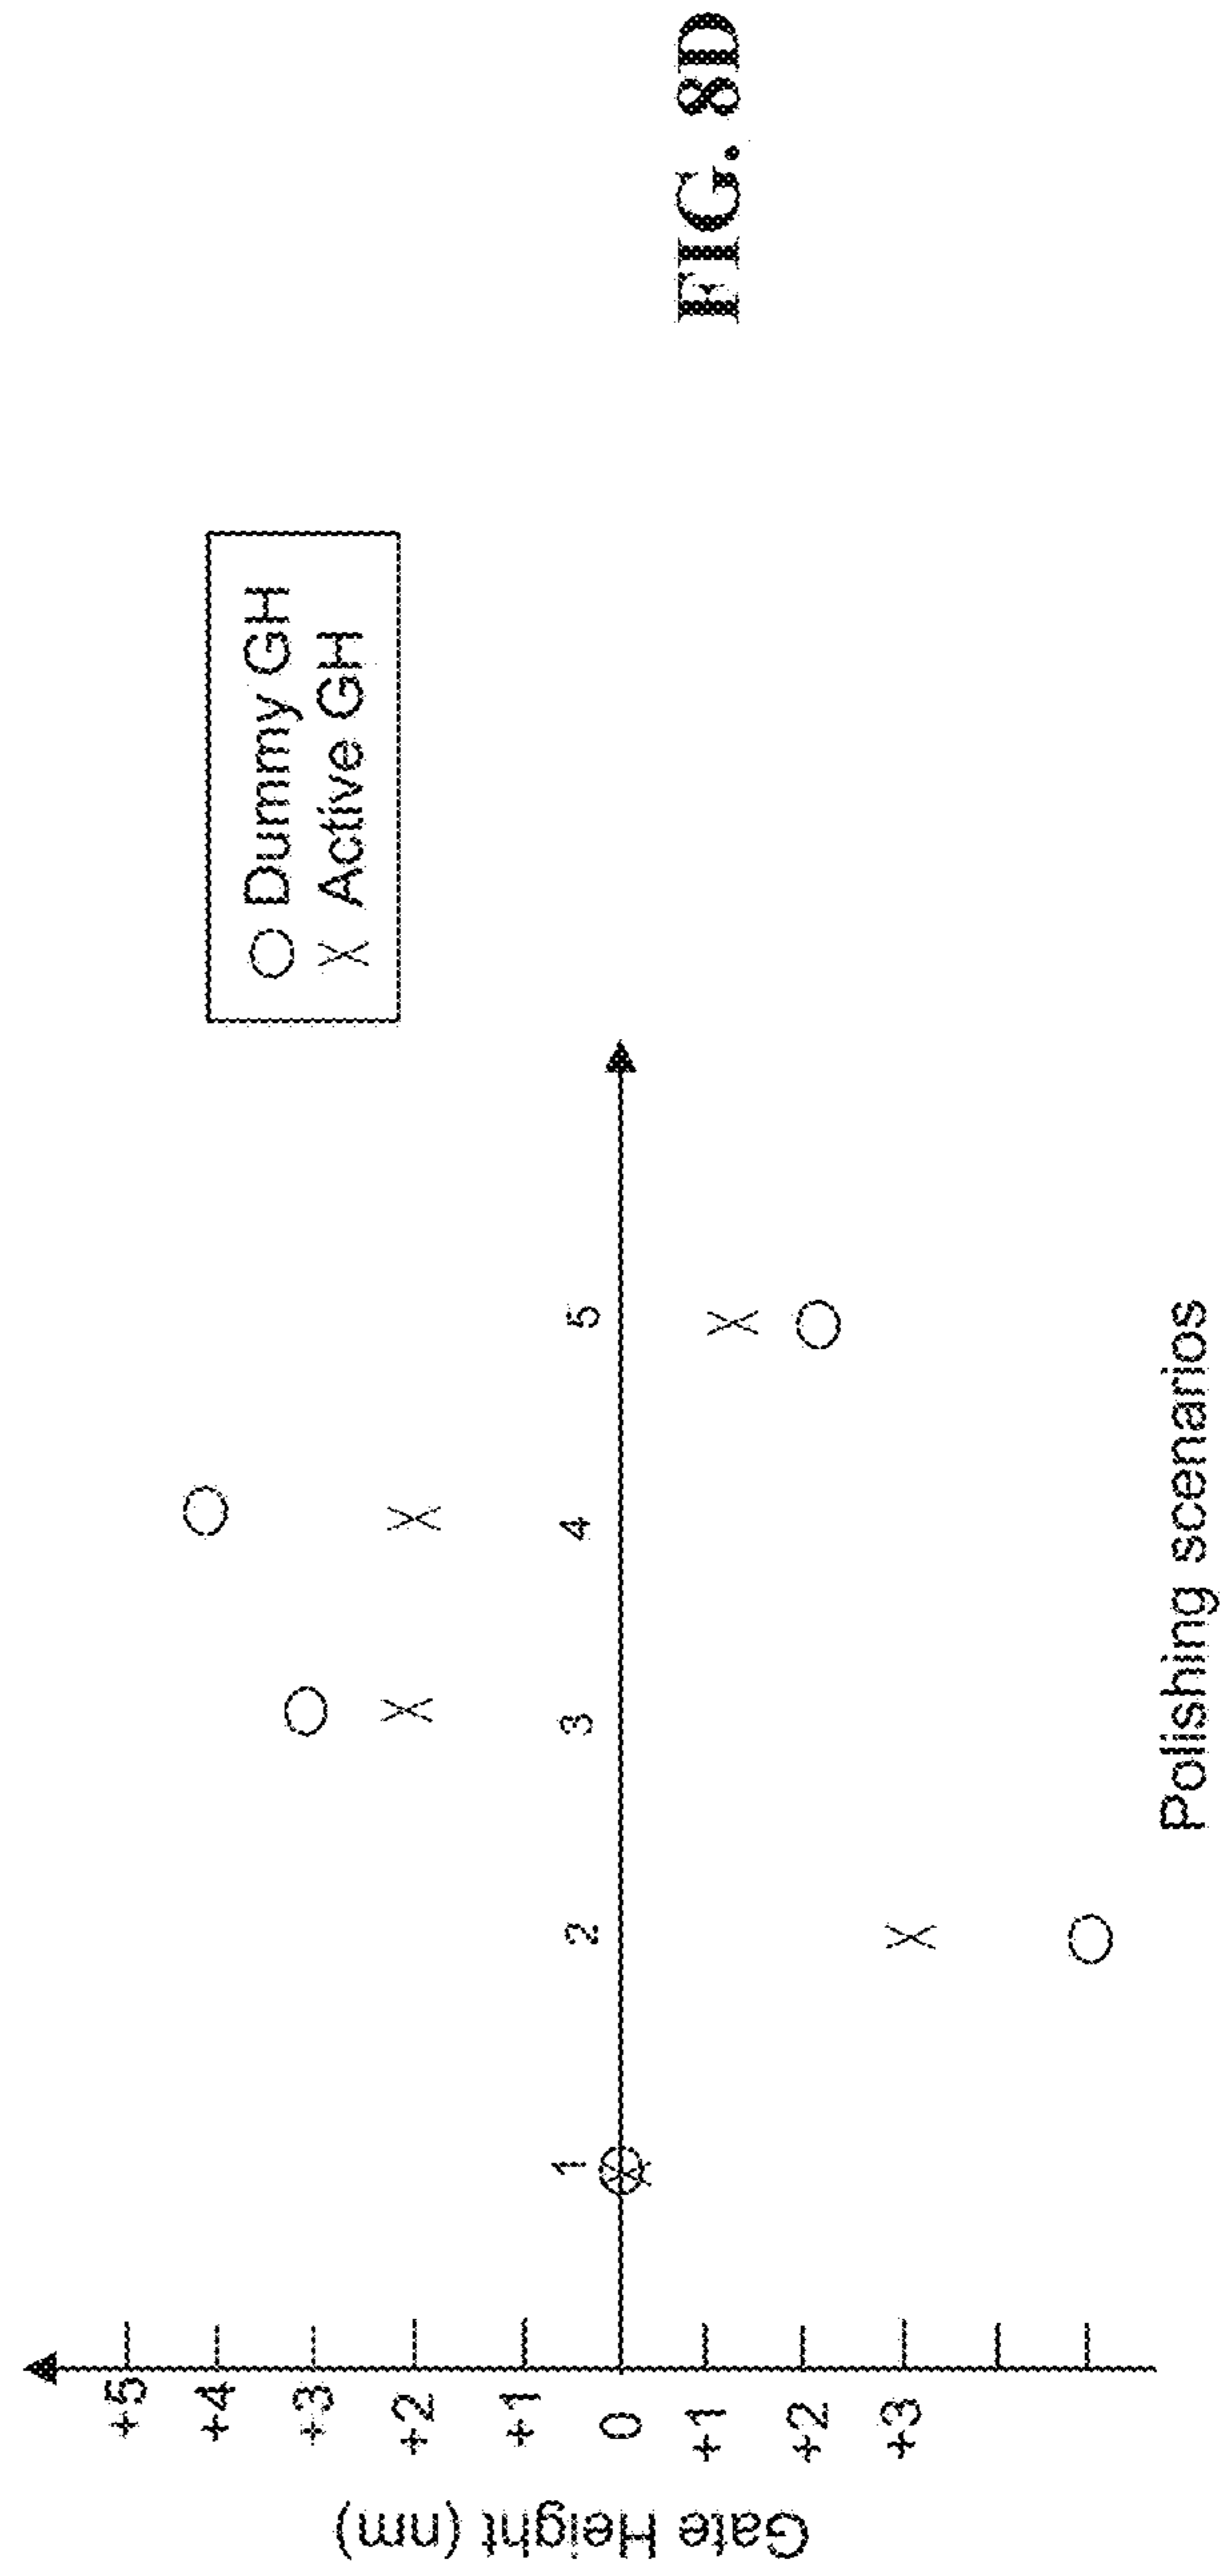 Gate Height (nm)
+5
+4
+3
+2
+1
0
+1
+2
+3
1
2
3
4
5
Polishing scenarios
Dummy GH
Active GH
FIG. 8D